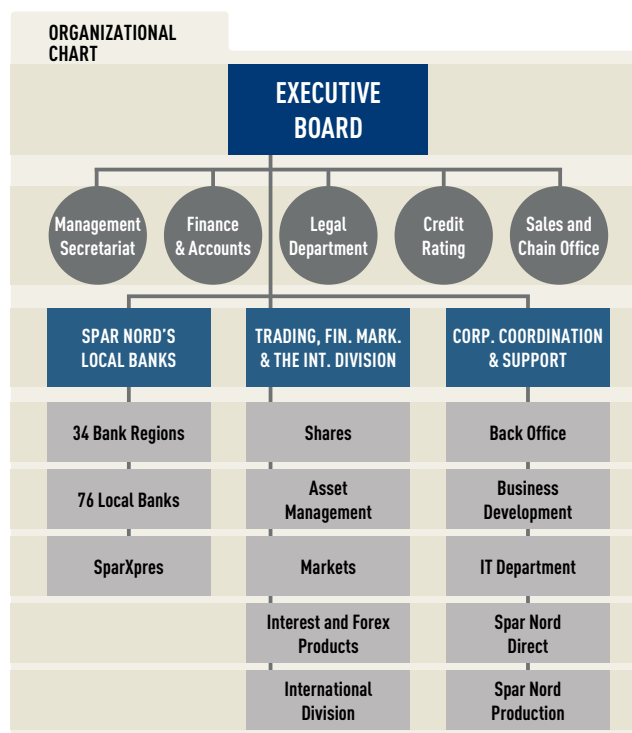 ORGANIZATIONAL
CHART
EXECUTIVE
BOARD
Management
Secretariat
Finance
& Accounts
Legal
Department
Credit
Rating
Sales and
Chain Office
SPAR NORD'S
LOCAL BANKS
TRADING, FIN. MARK.
& THE INT. DIVISION
CORP. COORDINATION
& SUPPORT
34 Bank Regions
Shares
Back Office
76 Local Banks
Asset
Management
Business
Development
SparXpres
Markets
IT Department
Interest and Forex
Products
Spar Nord
Direct
International
Division
Spar Nord
Production